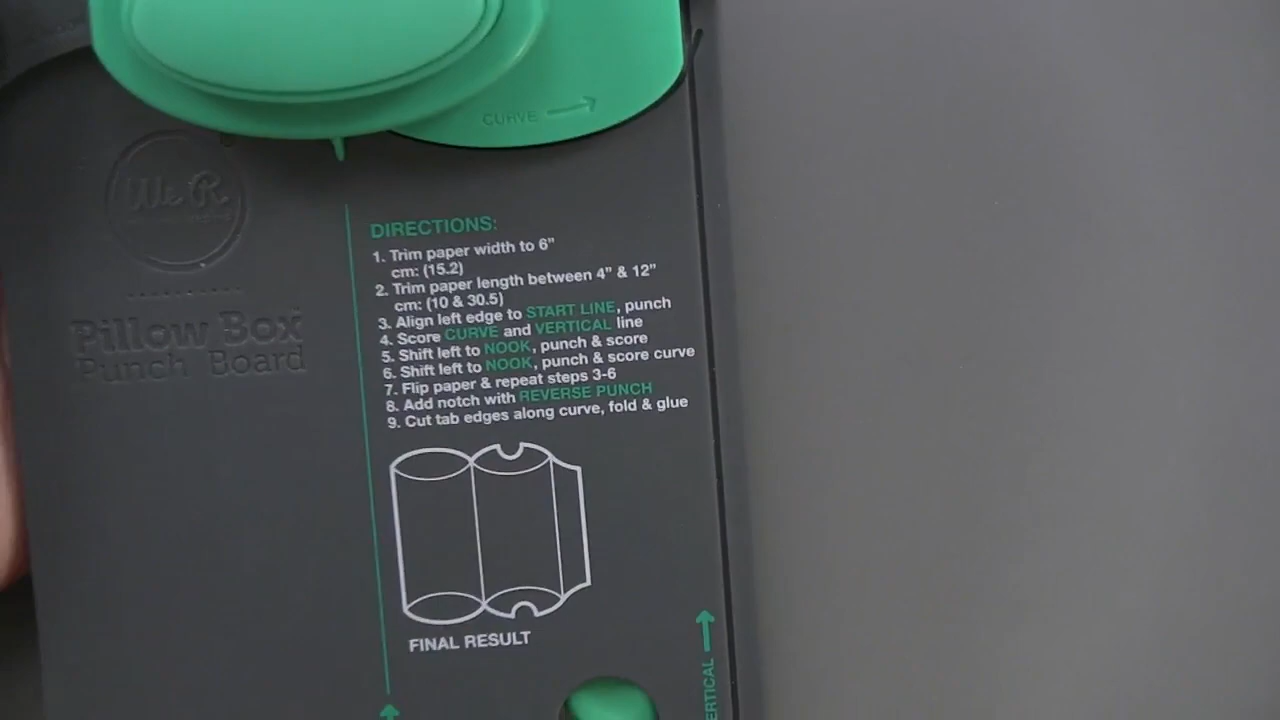 CURVE
We R
DIRECTIONS:
1. Trim paper width to 6"
cm: (15.2)
2. Trim paper length between 4" & 12"
cm: (10 & 30.5)
3. Align left edge to START LINE, punch
4. Score CURVE and VERTICAL line
5. Shift left to NOOK, punch & score
6. Shift left to NOOK, punch & score curve
7. Flip paper & repeat steps 3-6
8. Add notch with REVERSE PUNCH
9. Cut tab edges along curve, fold & glue
Pillow Box
Punch Board
FINAL RESULT
ERTICAL